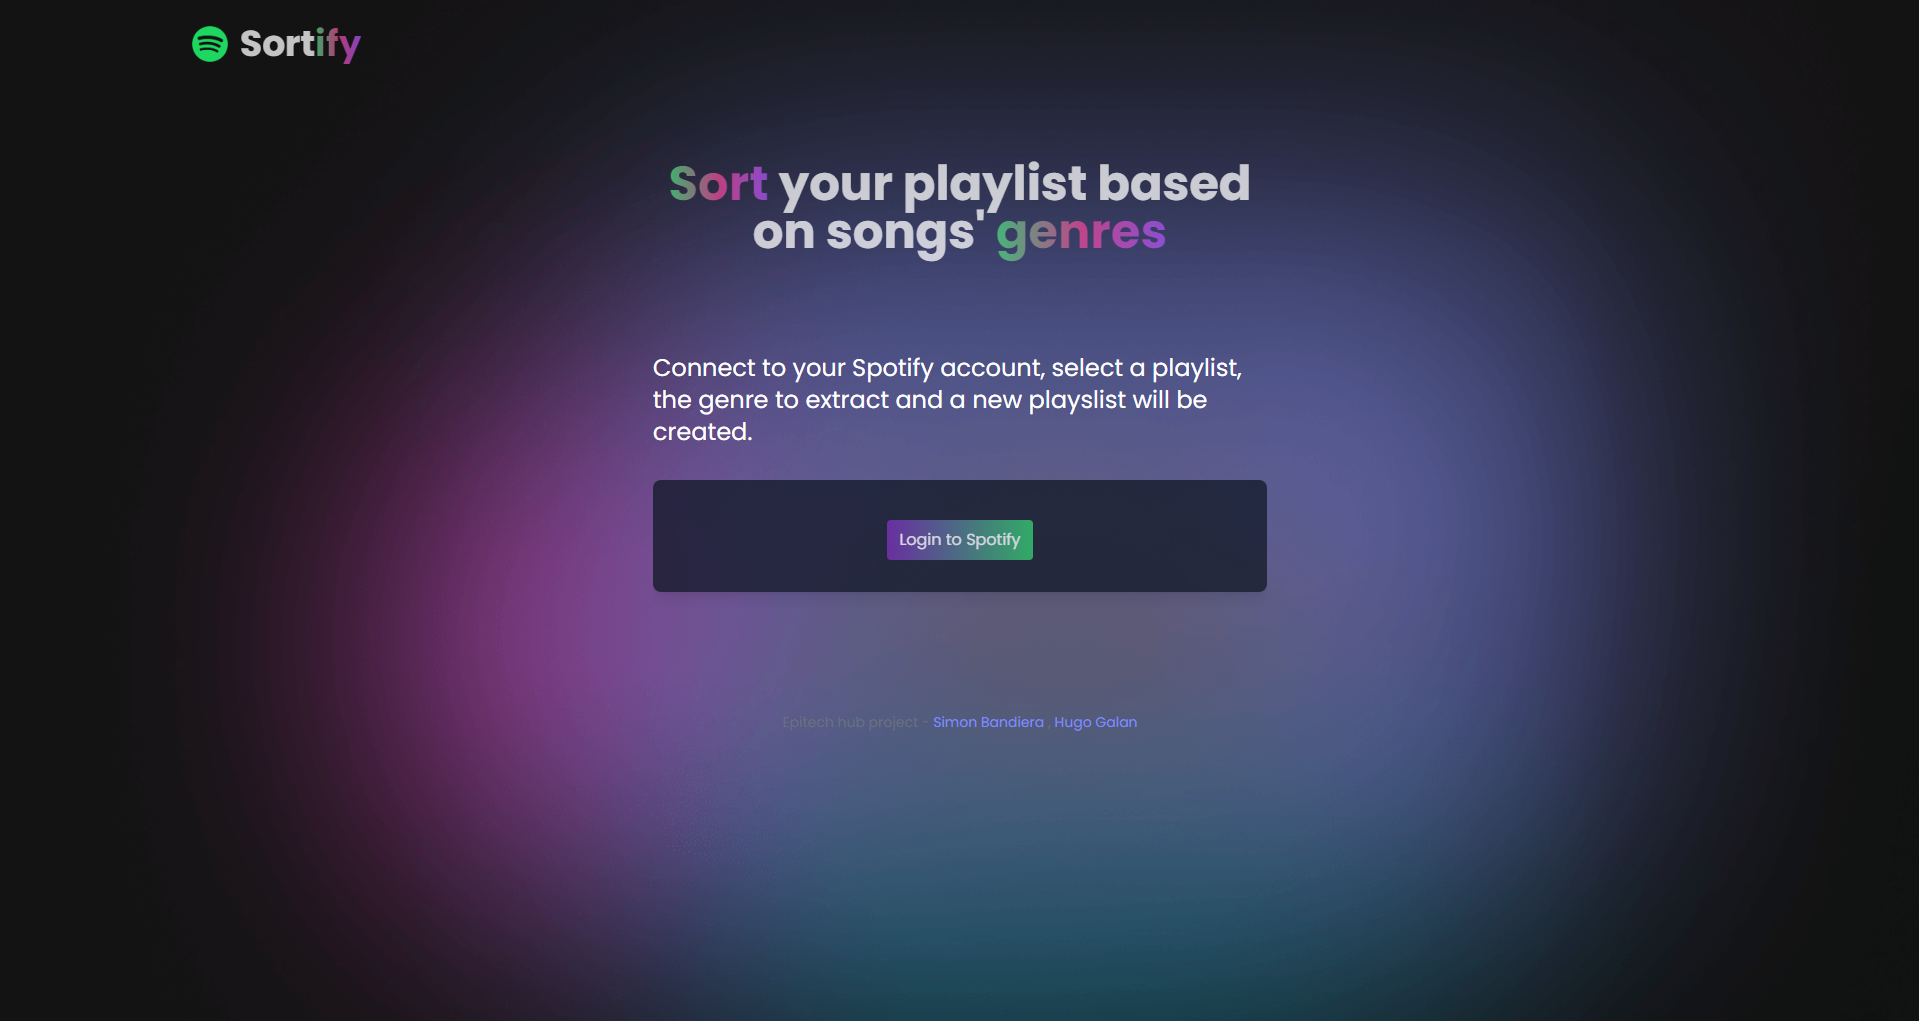 Sortify
Sort your playlist based
on songs' genres
Connect to your Spotify account, select a playlist,
the genre to extract and a new playslist will be
created.
Login to Spotify
Epitech hub project - Simon Bandiera , Hugo Galan